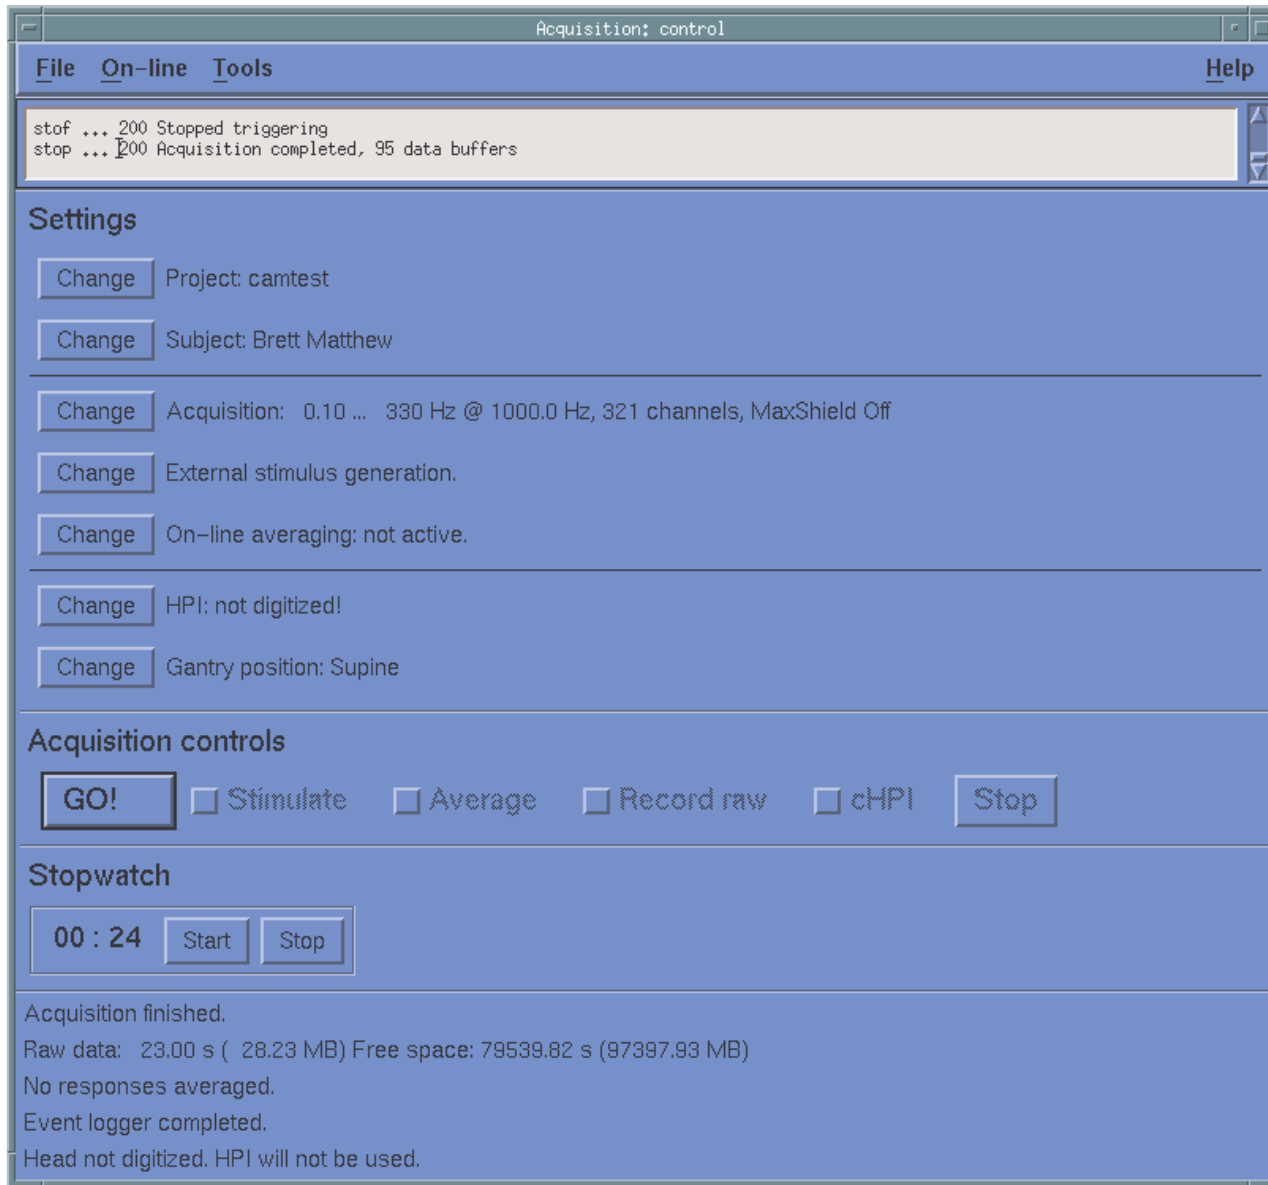 Acquisition: control
File On-line Tools Help
stof ... 200 Stopped triggering
stop ... 200 Acquisition completed, 95 data buffers
Settings
Change Project: camtest
Change Subject: Brett Matthew
Change Acquisition: 0.10 ... 330 Hz @ 1000.0 Hz, 321 channels, MaxShield Off
Change External stimulus generation.
Change On-line averaging: not active.
Change HPI: not digitized!
Change Gantry position: Supine
Acquisition controls
GO! Stimulate Average Record raw cHPI Stop
Stopwatch
00 : 24 Start Stop
Acquisition finished.
Raw data: 23.00 s ( 28.23 MB) Free space: 79539.82 s (97397.93 MB)
No responses averaged.
Event logger completed.
Head not digitized. HPI will not be used.